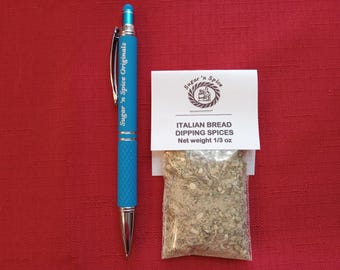 Sugar 'n Spice Originals
Sugar 'n Spice
ITALIAN BREAD
DIPPING SPICES
Net weight 1/3 oz